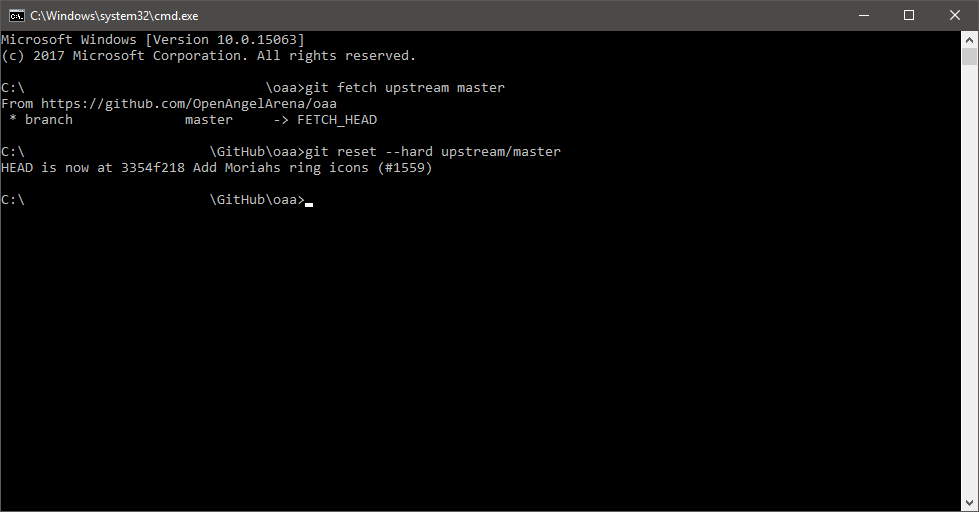 C:\Windows\system32\cmd.exe
Microsoft Windows [Version 10.0.15063]
(c) 2017 Microsoft Corporation. All rights reserved.
C:\                              \oaa>git fetch upstream master
From https://github.com/OpenAngelArena/oaa
 * branch              master     -> FETCH_HEAD
C:\                       \GitHub\oaa>git reset --hard upstream/master
HEAD is now at 3354f218 Add Moriahs ring icons (#1559)
C:\                       \GitHub\oaa>